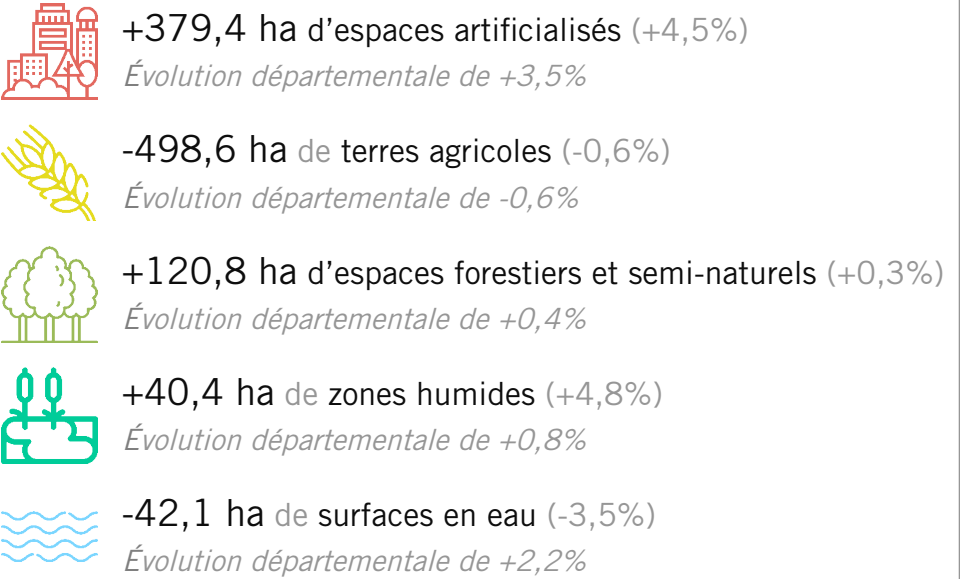 +379,4 ha d'espaces artificialisés (+4,5%)
Évolution départementale de +3,5%
-498,6 ha de terres agricoles (-0,6%)
Évolution départementale de -0,6%
+120,8 ha d'espaces forestiers et semi-naturels (+0,3%)
Évolution départementale de +0,4%
+40,4 ha de zones humides (+4,8%)
Évolution départementale de +0,8%
-42,1 ha de surfaces en eau (-3,5%)
Évolution départementale de +2,2%